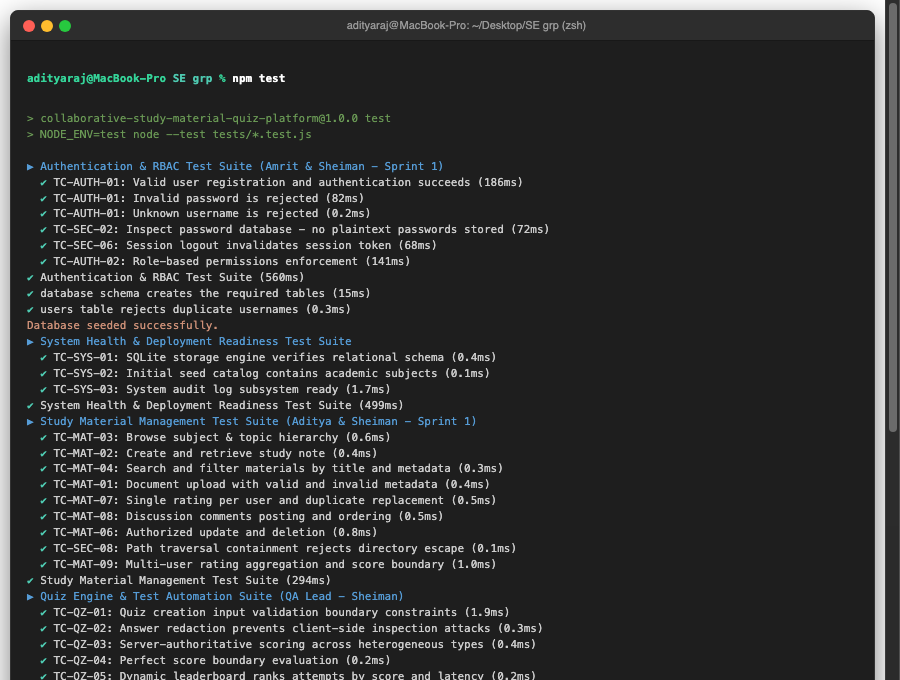 adityaraj@MacBook-Pro: ~/Desktop/SE grp (zsh)
adityaraj@MacBook-Pro SE grp % npm test
> collaborative-study-material-quiz-platform@1.0.0 test
> NODE_ENV=test node --test tests/*.test.js
▶ Authentication & RBAC Test Suite (Amrit & Sheiman - Sprint 1)
✔ TC-AUTH-01: Valid user registration and authentication succeeds (186ms)
✔ TC-AUTH-01: Invalid password is rejected (82ms)
✔ TC-AUTH-01: Unknown username is rejected (0.2ms)
✔ TC-SEC-02: Inspect password database - no plaintext passwords stored (72ms)
✔ TC-SEC-06: Session logout invalidates session token (68ms)
✔ TC-AUTH-02: Role-based permissions enforcement (141ms)
✔ Authentication & RBAC Test Suite (560ms)
✔ database schema creates the required tables (15ms)
✔ users table rejects duplicate usernames (0.3ms)
Database seeded successfully.
▶ System Health & Deployment Readiness Test Suite
✔ TC-SYS-01: SQLite storage engine verifies relational schema (0.4ms)
✔ TC-SYS-02: Initial seed catalog contains academic subjects (0.1ms)
✔ TC-SYS-03: System audit log subsystem ready (1.7ms)
✔ System Health & Deployment Readiness Test Suite (499ms)
▶ Study Material Management Test Suite (Aditya & Sheiman - Sprint 1)
✔ TC-MAT-03: Browse subject & topic hierarchy (0.6ms)
✔ TC-MAT-02: Create and retrieve study note (0.4ms)
✔ TC-MAT-04: Search and filter materials by title and metadata (0.3ms)
✔ TC-MAT-01: Document upload with valid and invalid metadata (0.4ms)
✔ TC-MAT-07: Single rating per user and duplicate replacement (0.5ms)
✔ TC-MAT-08: Discussion comments posting and ordering (0.5ms)
✔ TC-MAT-06: Authorized update and deletion (0.8ms)
✔ TC-SEC-08: Path traversal containment rejects directory escape (0.1ms)
✔ TC-MAT-09: Multi-user rating aggregation and score boundary (1.0ms)
✔ Study Material Management Test Suite (294ms)
▶ Quiz Engine & Test Automation Suite (QA Lead - Sheiman)
✔ TC-QZ-01: Quiz creation input validation boundary constraints (1.9ms)
✔ TC-QZ-02: Answer redaction prevents client-side inspection attacks (0.3ms)
✔ TC-QZ-03: Server-authoritative scoring across heterogeneous types (0.4ms)
✔ TC-QZ-04: Perfect score boundary evaluation (0.2ms)
✔ TC-QZ-05: Dynamic leaderboard ranks attempts by score and latency (0.2ms)